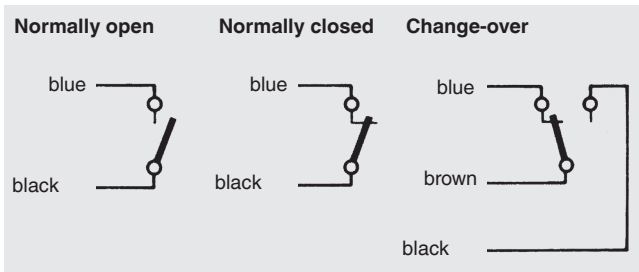 Normally open Normally closed Change-over
blue blue blue
black black brown
black